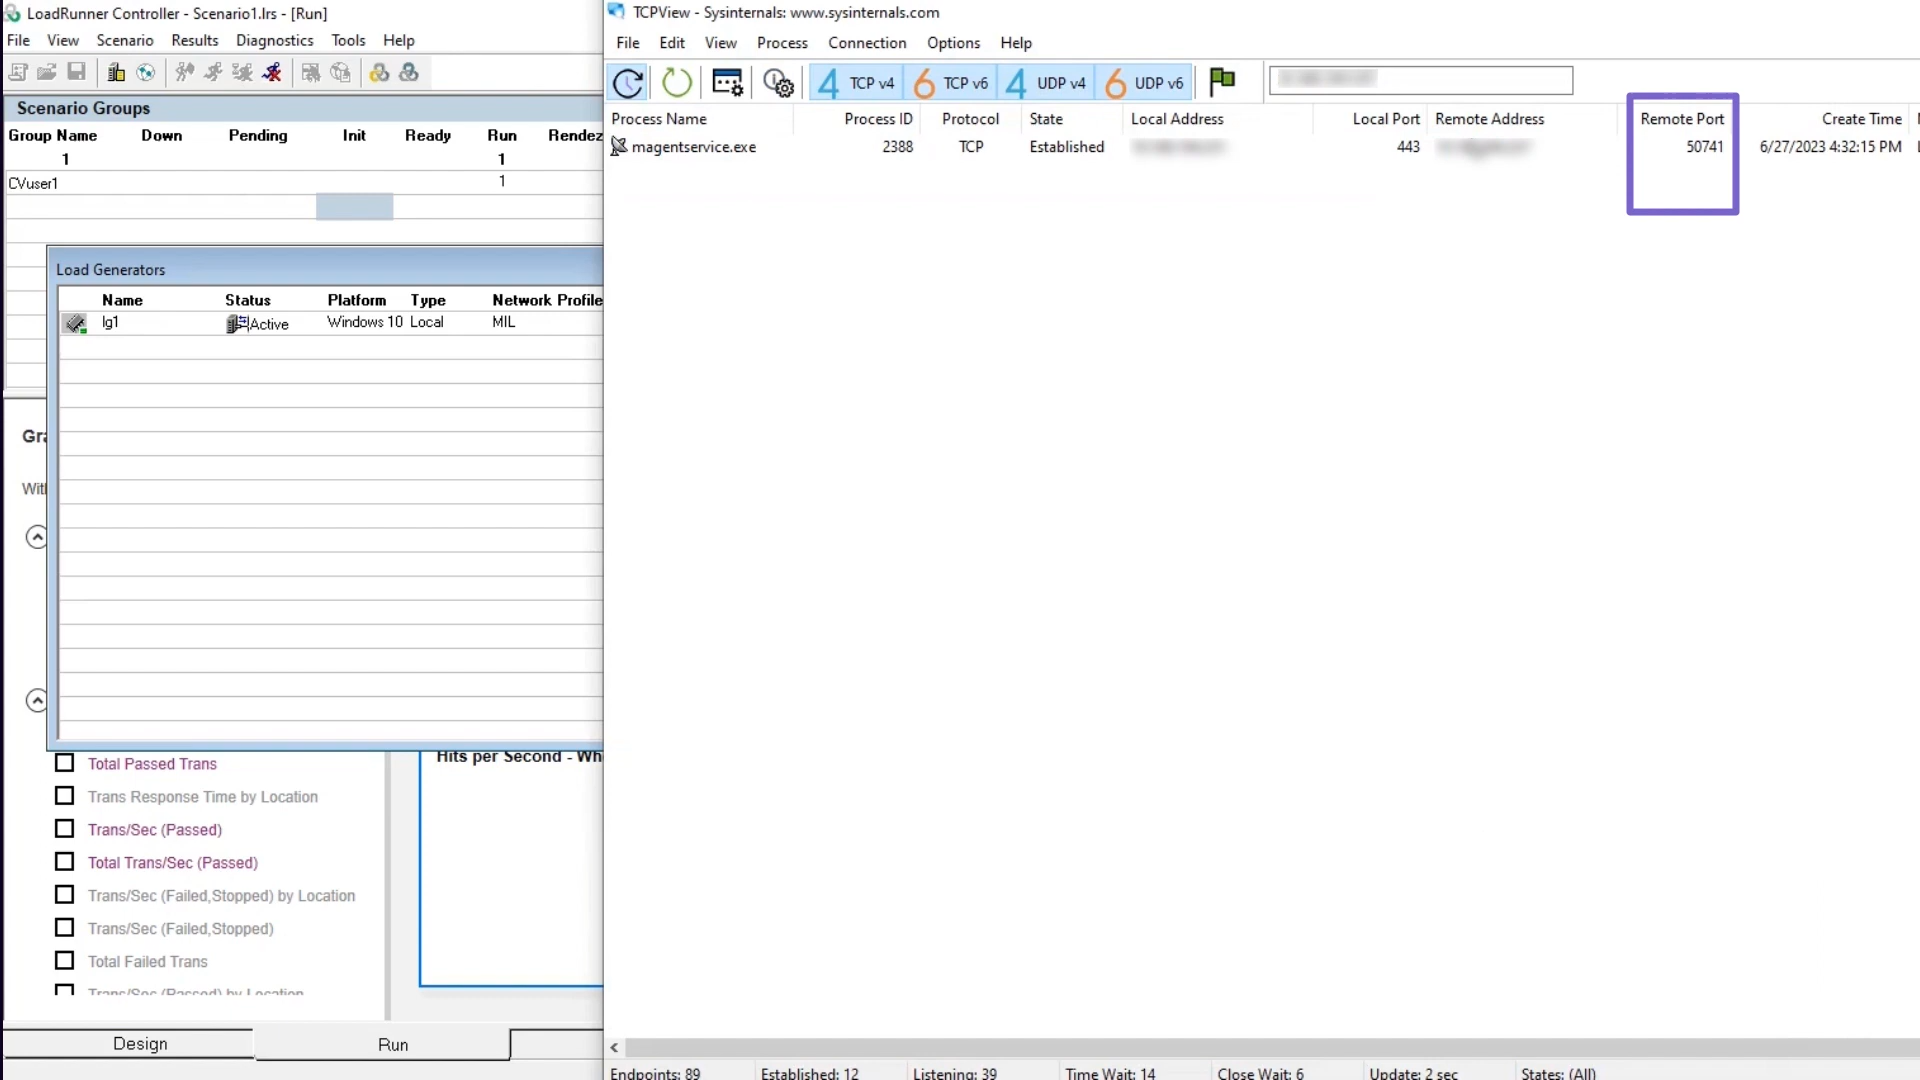 LoadRunner Controller - Scenario1.lrs - [Run]
File View Scenario Results Diagnostics Tools Help
Scenario Groups
Group Name Down Pending Init Ready Run Rendez
1 1
CVuser1 1
Load Generators
Name Status Platform Type Network Profile
lg1 Active Windows 10 Local MIL
Gra
With
Hits per Second - Wh
Total Passed Trans
Trans Response Time by Location
Trans/Sec (Passed)
Total Trans/Sec (Passed)
Trans/Sec (Failed,Stopped) by Location
Trans/Sec (Failed,Stopped)
Total Failed Trans
Trans/Sec (Passed) by Location
Design Run
TCPView - Sysinternals: www.sysinternals.com
File Edit View Process Connection Options Help
4 TCP v4 6 TCP v6 4 UDP v4 6 UDP v6
Process Name Process ID Protocol State Local Address Local Port Remote Address Remote Port Create Time
magentservice.exe 2388 TCP Established 443 50741 6/27/2023 4:32:15 PM
Endpoints: 89 Established: 12 Listening: 39 Time Wait: 14 Close Wait: 6 Update: 2 sec States: (All)